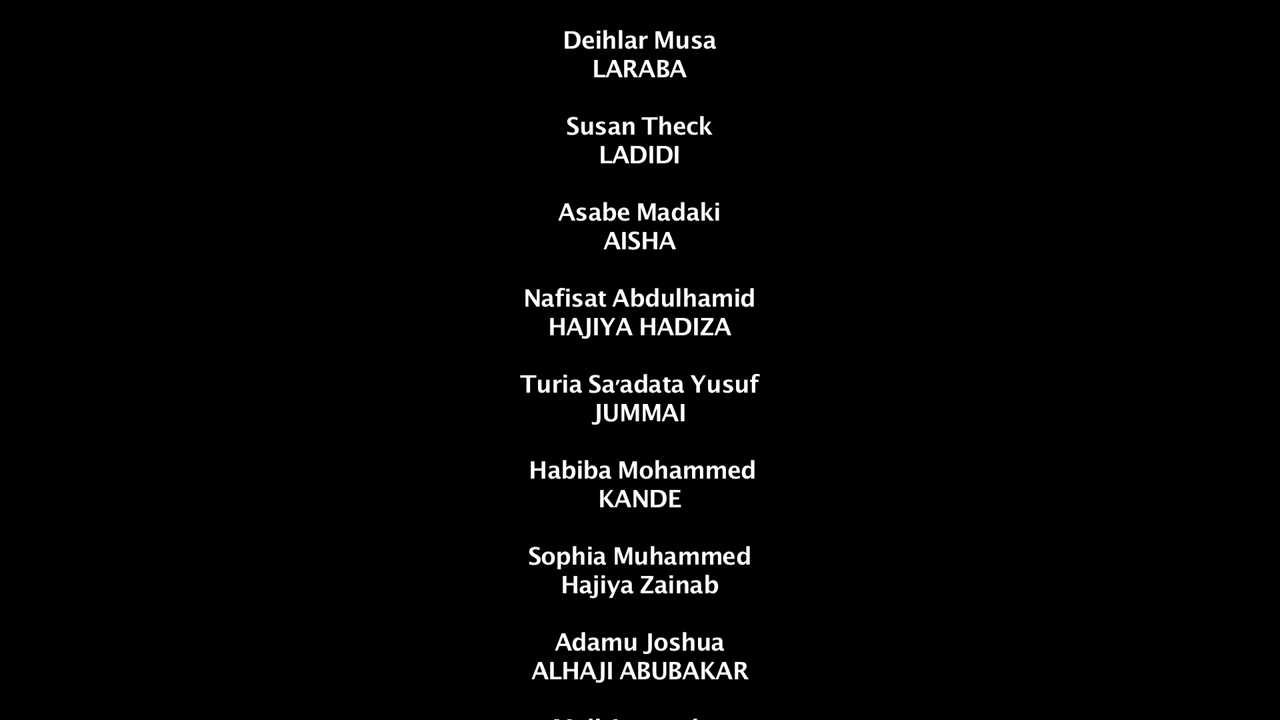 Deihlar Musa
LARABA
Susan Theck
LADIDI
Asabe Madaki
AISHA
Nafisat Abdulhamid
HAJIYA HADIZA
Turia Sa'adata Yusuf
JUMMAI
Habiba Mohammed
KANDE
Sophia Muhammed
Hajiya Zainab
Adamu Joshua
ALHAJI ABUBAKAR